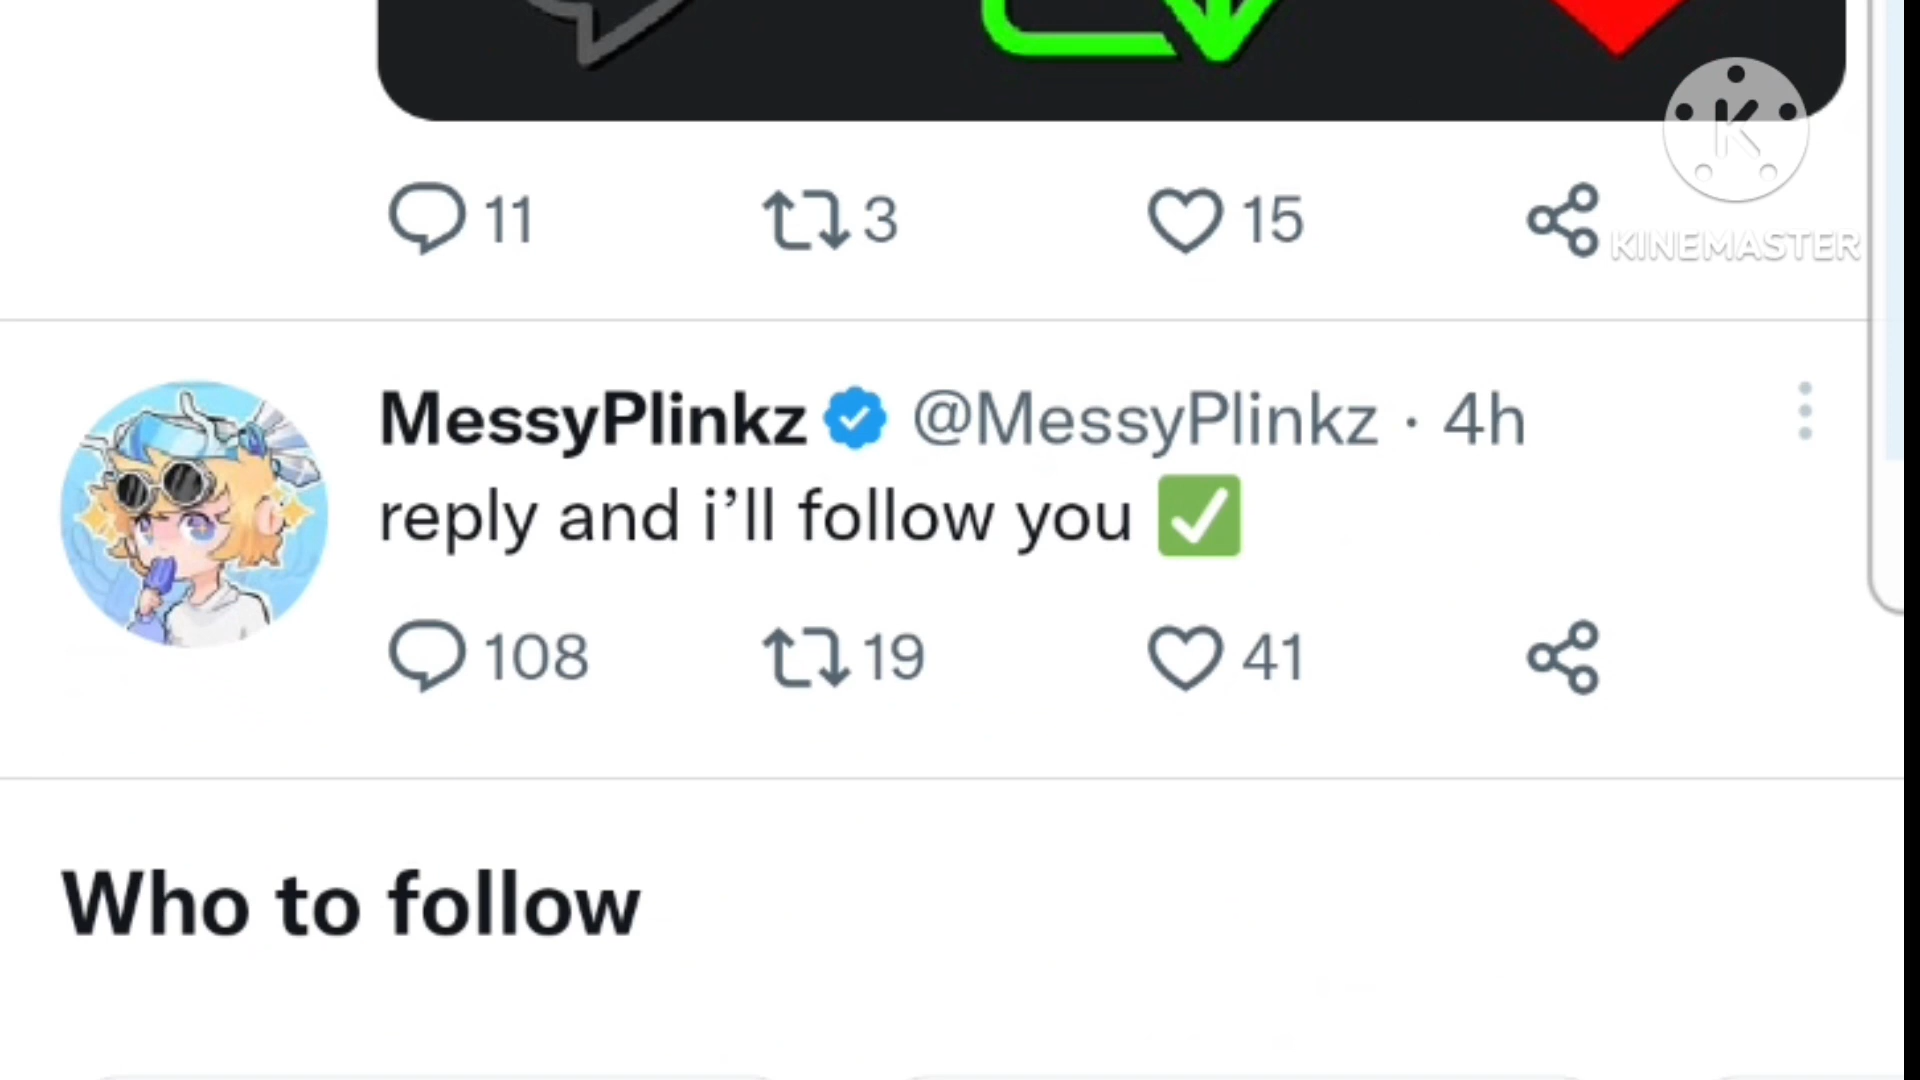 11 3 15
K
KINEMASTER
MessyPlinkz @MessyPlinkz · 4h
reply and i’ll follow you ✅
108 19 41
Who to follow